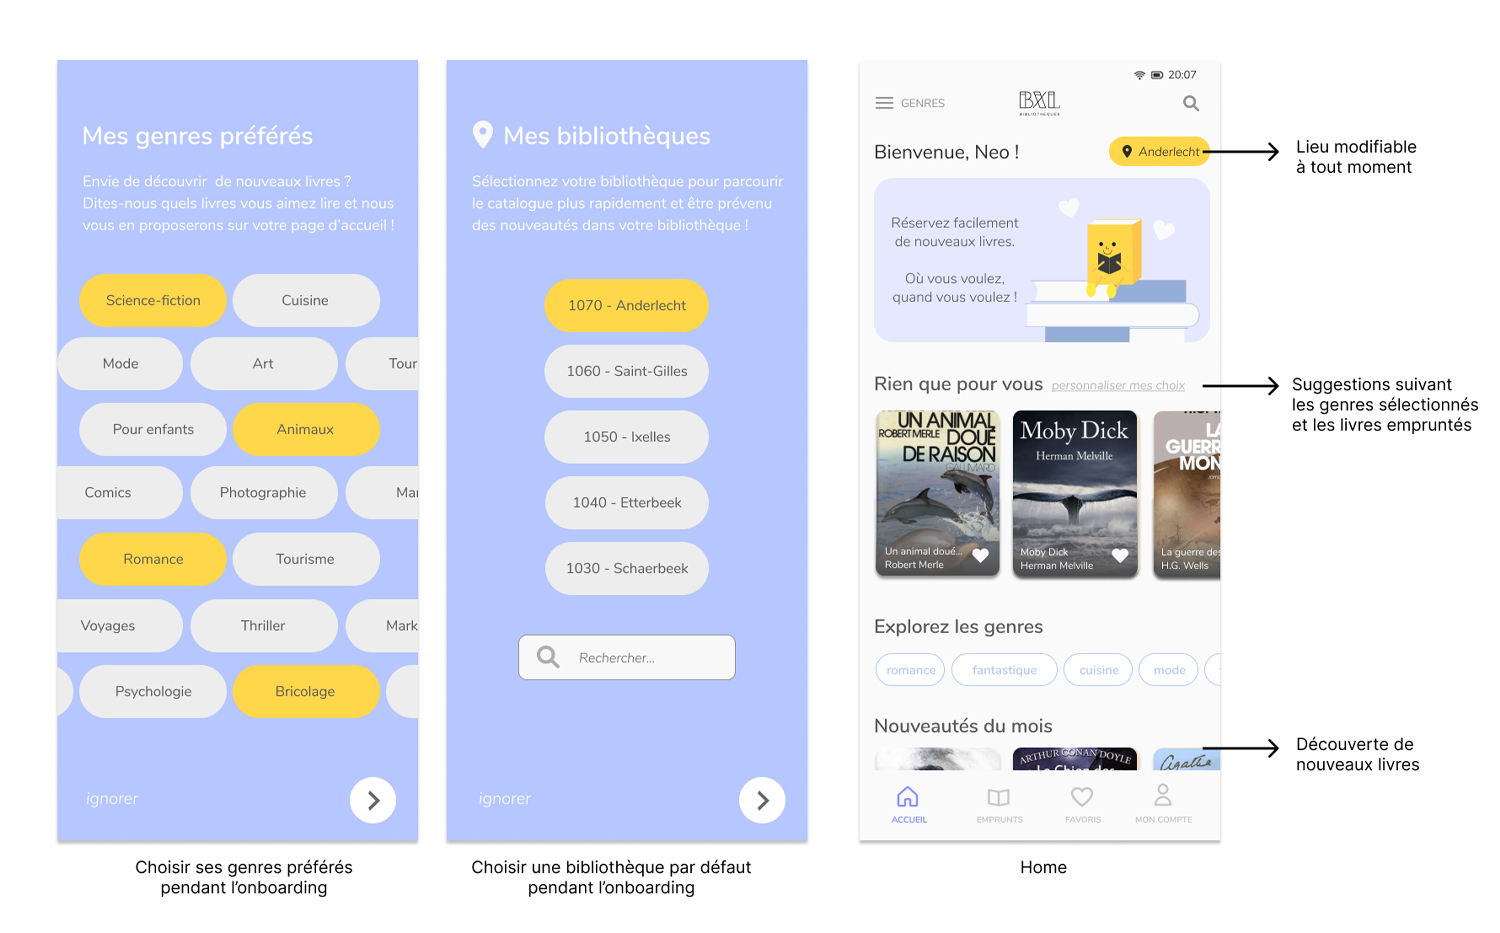 Mes genres préférés
Envie de découvrir de nouveaux livres ?
Dites-nous quels livres vous aimez lire et nous
vous en proposerons sur votre page d'accueil !
Science-fiction
Cuisine
Mode
Art
Tour
Pour enfants
Animaux
Comics
Photographie
Mar
Romance
Tourisme
Voyages
Thriller
Mark
Psychologie
Bricolage
ignorer
Choisir ses genres préférés
pendant l'onboarding
Mes bibliothèques
Sélectionnez votre bibliothèque pour parcourir
le catalogue plus rapidement et être prévenu
des nouveautés dans votre bibliothèque !
1070 - Anderlecht
1060 - Saint-Gilles
1050 - Ixelles
1040 - Etterbeek
1030 - Schaerbeek
Rechercher...
ignorer
Choisir une bibliothèque par défaut
pendant l'onboarding
20:07
GENRES
BXL
BIBLIOTHEQUES
Bienvenue, Neo !
Anderlecht
Réservez facilement
de nouveaux livres.
Où vous voulez,
quand vous voulez !
Rien que pour vous personnaliser mes choix
UN ANIMAL
ROBERT MERLE DOUÉ
DE RAISON
GALLIMARD
Un animal doué...
Robert Merle
Moby Dick
Herman Melville
Moby Dick
Herman Melville
LA
GUERR
MON
La guerre des
H.G. Wells
Explorez les genres
romance
fantastique
cuisine
mode
Nouveautés du mois
ARTHUR CONAN DOYLE
Le Chien des
Agatha
ACCUEIL
EMPRUNTS
FAVORIS
MON COMPTE
Home
Lieu modifiable
à tout moment
Suggestions suivant
les genres sélectionnés
et les livres empruntés
Découverte de
nouveaux livres